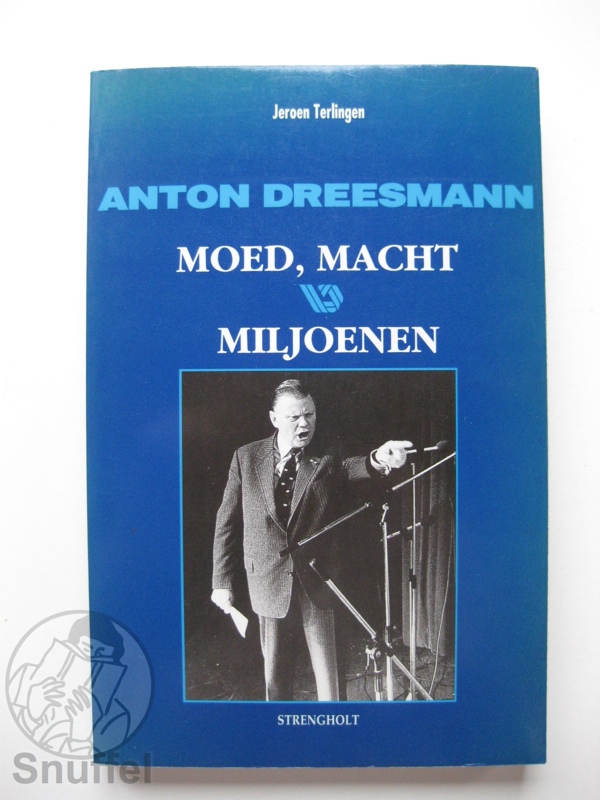 Jeroen Terlingen
ANTON DREESMANN
MOED, MACHT
MILJOENEN
STRENGHOLT
Snuffel